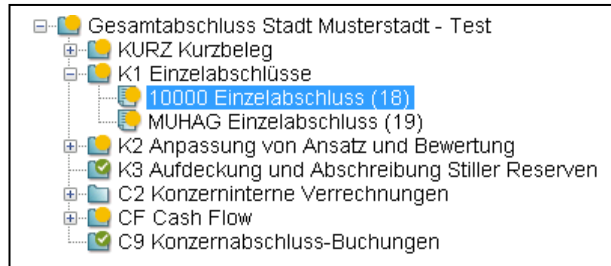 Gesamtabschluss Stadt Musterstadt - Test
KURZ Kurzbeleg
K1 Einzelabschlüsse
10000 Einzelabschluss (18)
MUHAG Einzelabschluss (19)
K2 Anpassung von Ansatz und Bewertung
K3 Aufdeckung und Abschreibung Stiller Reserven
C2 Konzerninterne Verrechnungen
CF Cash Flow
C9 Konzernabschluss-Buchungen